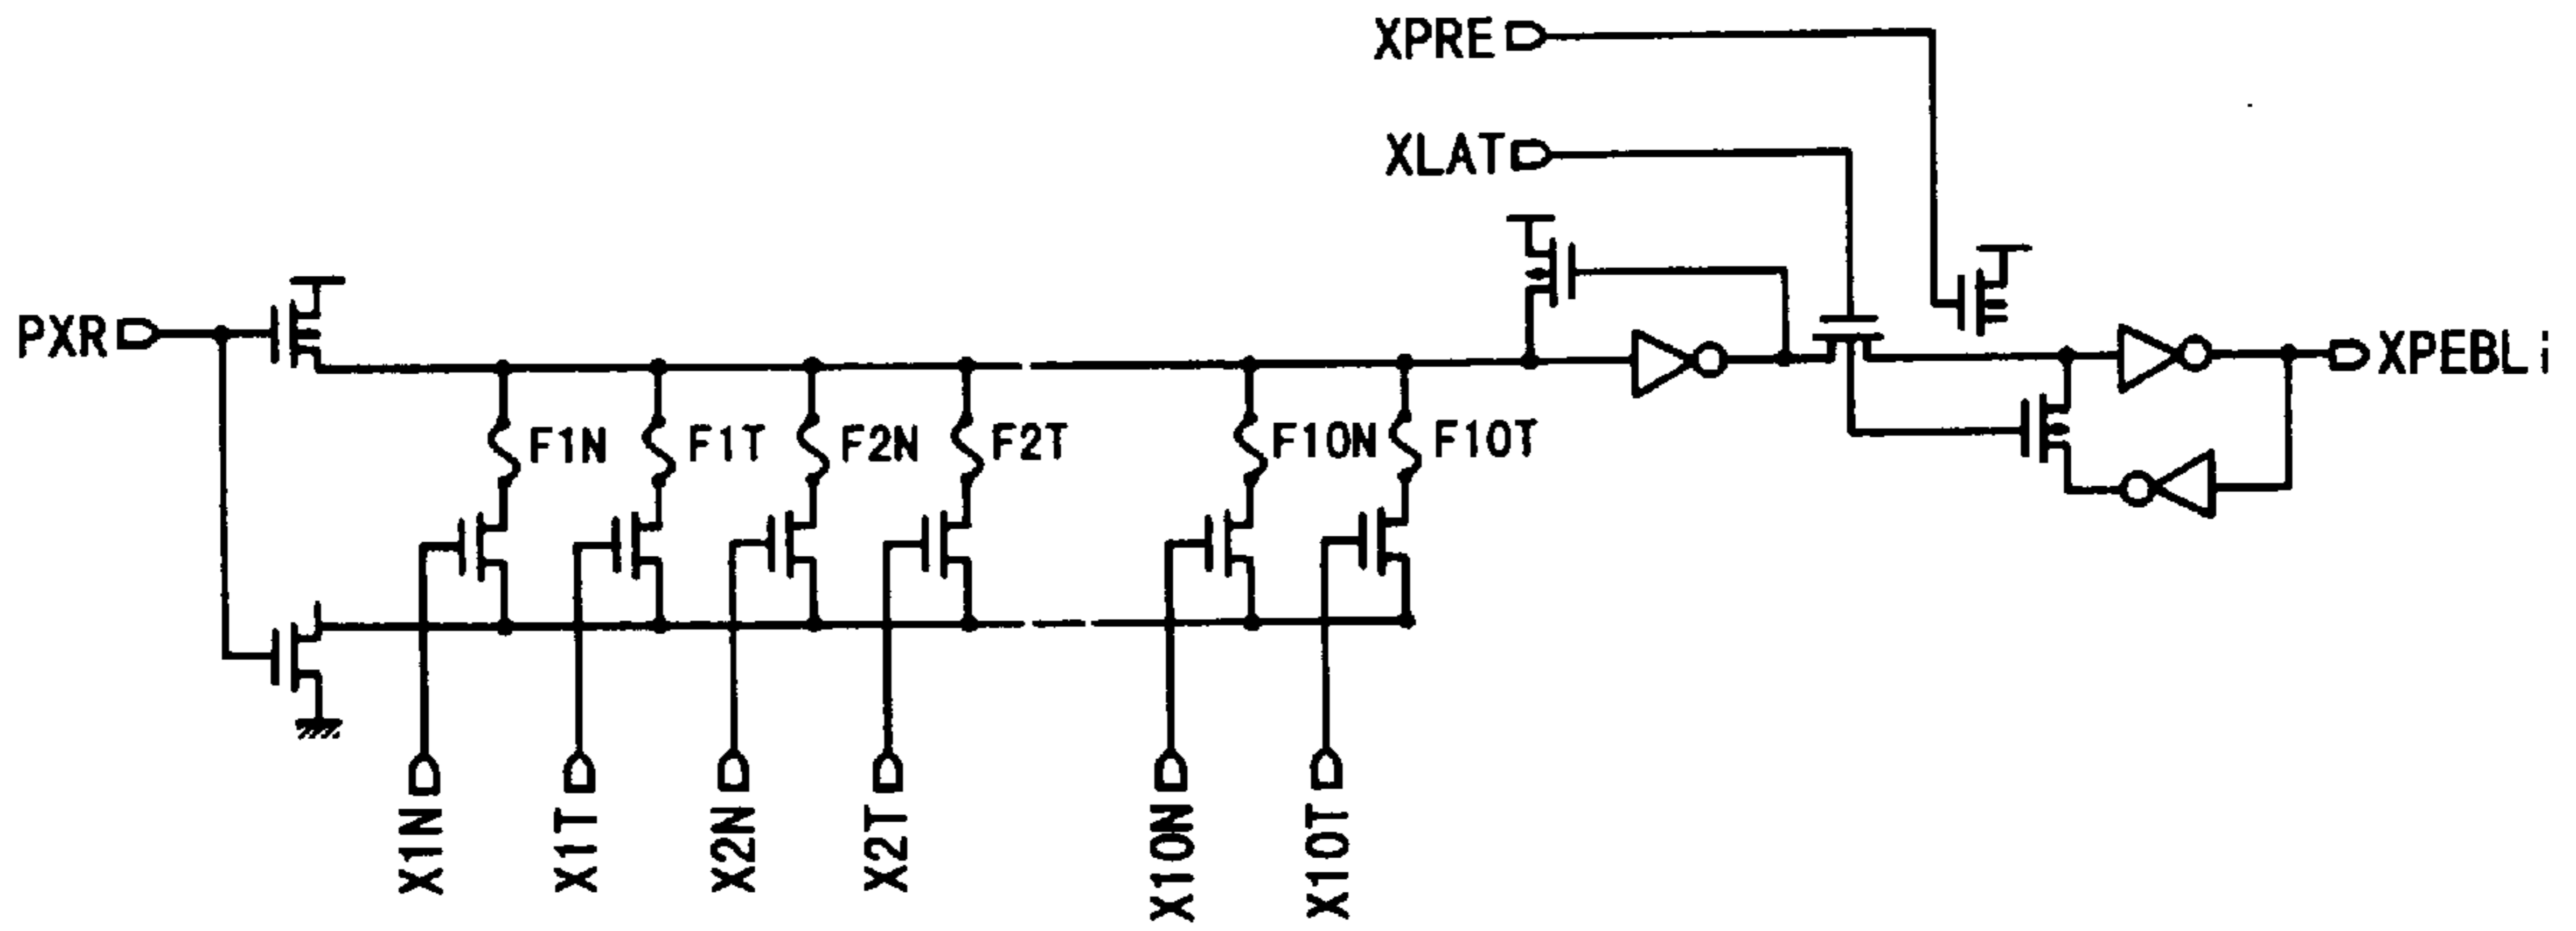 XPRE
XLAT
PXR
XPEBLi
F1N
F1T
F2N
F2T
F10N
F10T
X1N
X1T
X2N
X2T
X10N
X10T